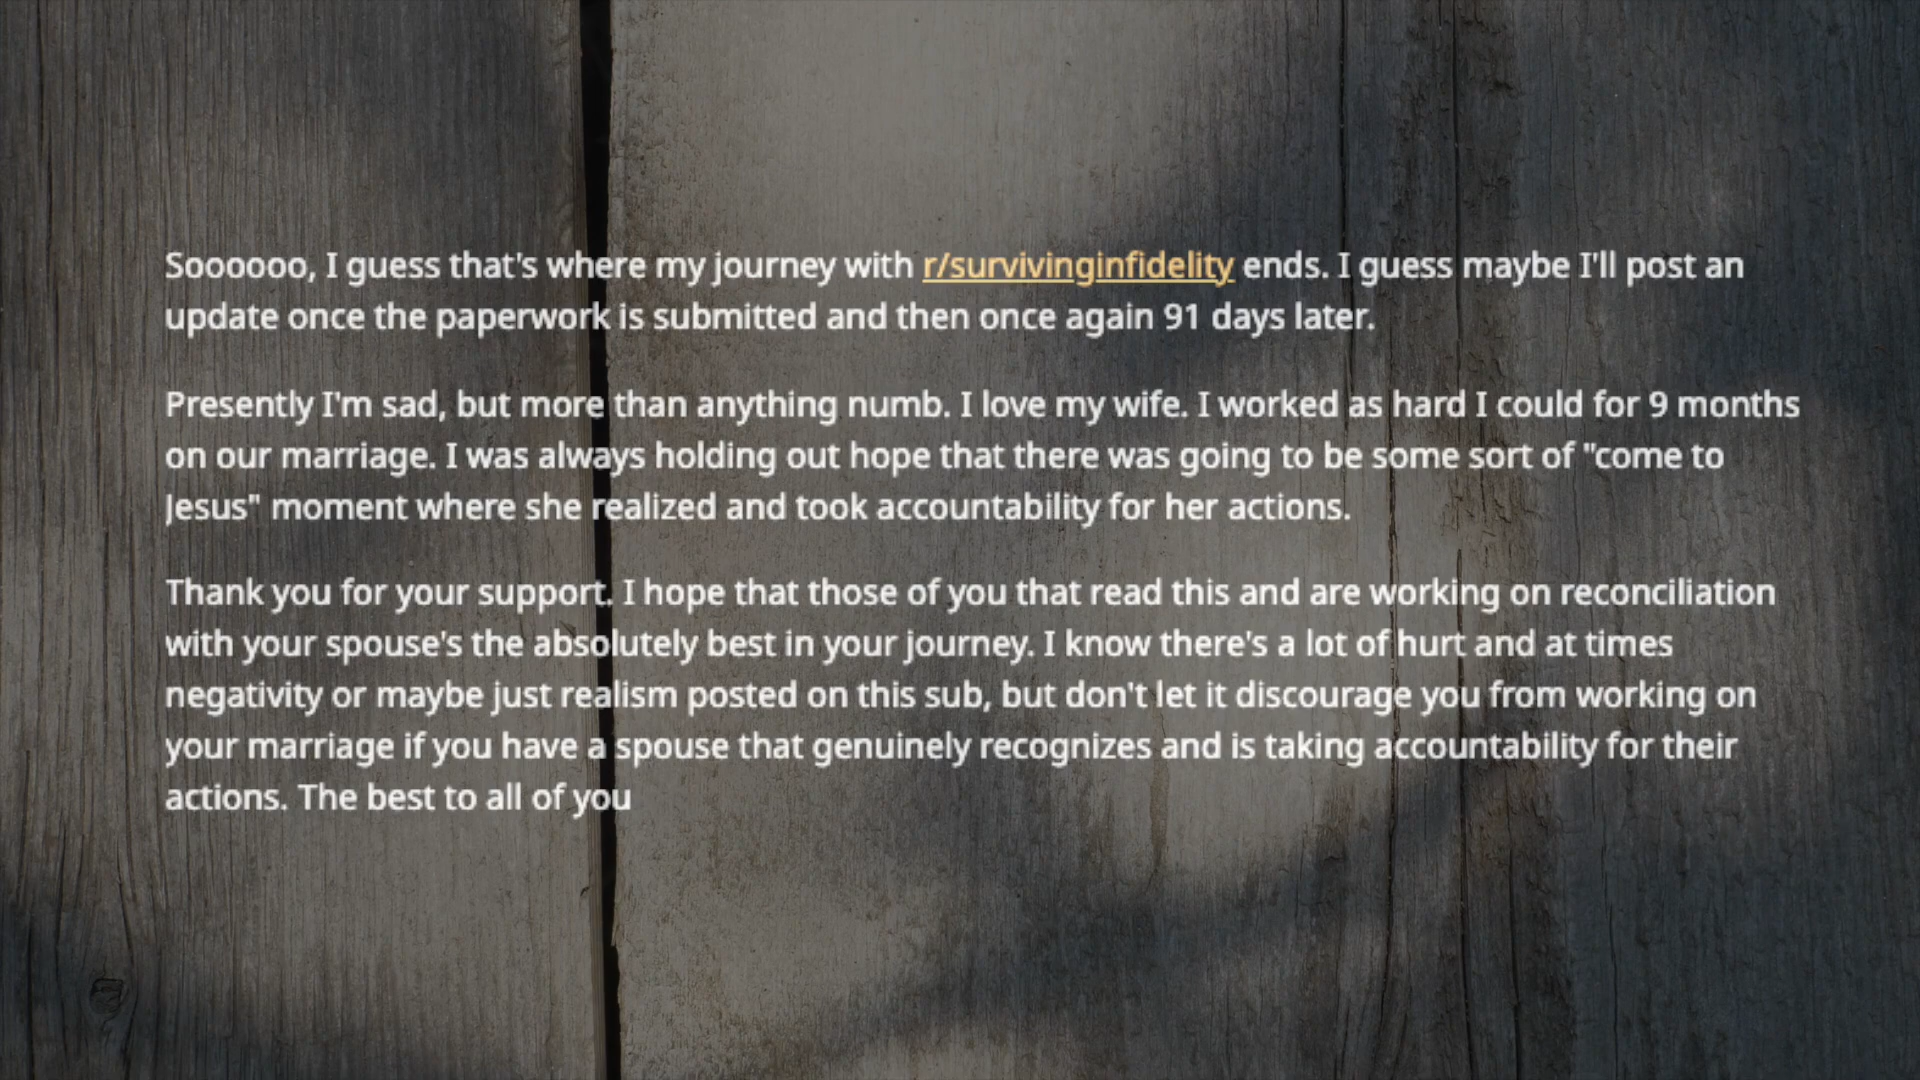 Soooooo, I guess that's where my journey with r/survivinginfidelity ends. I guess maybe I'll post an
update once the paperwork is submitted and then once again 91 days later.
Presently I'm sad, but more than anything numb. I love my wife. I worked as hard I could for 9 months
on our marriage. I was always holding out hope that there was going to be some sort of "come to
Jesus" moment where she realized and took accountability for her actions.
Thank you for your support. I hope that those of you that read this and are working on reconciliation
with your spouse's the absolutely best in your journey. I know there's a lot of hurt and at times
negativity or maybe just realism posted on this sub, but don't let it discourage you from working on
your marriage if you have a spouse that genuinely recognizes and is taking accountability for their
actions. The best to all of you